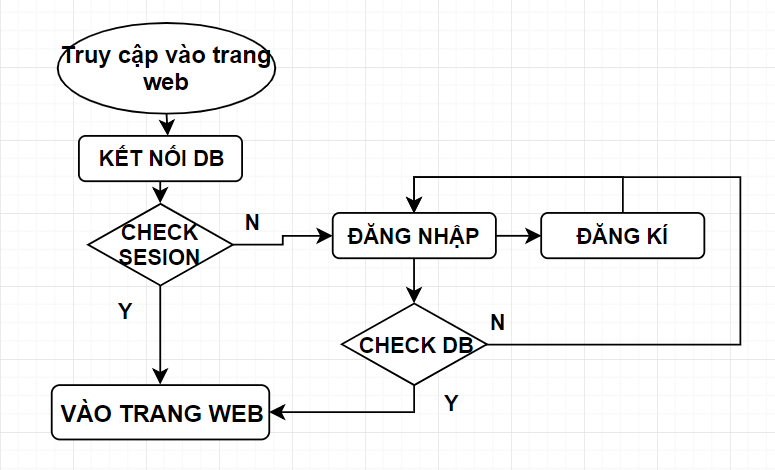 Truy cập vào trang
web
KẾT NỐI DB
CHECK
SESION
N
ĐĂNG NHẬP
ĐĂNG KÍ
Y
CHECK DB
N
VÀO TRANG WEB
Y